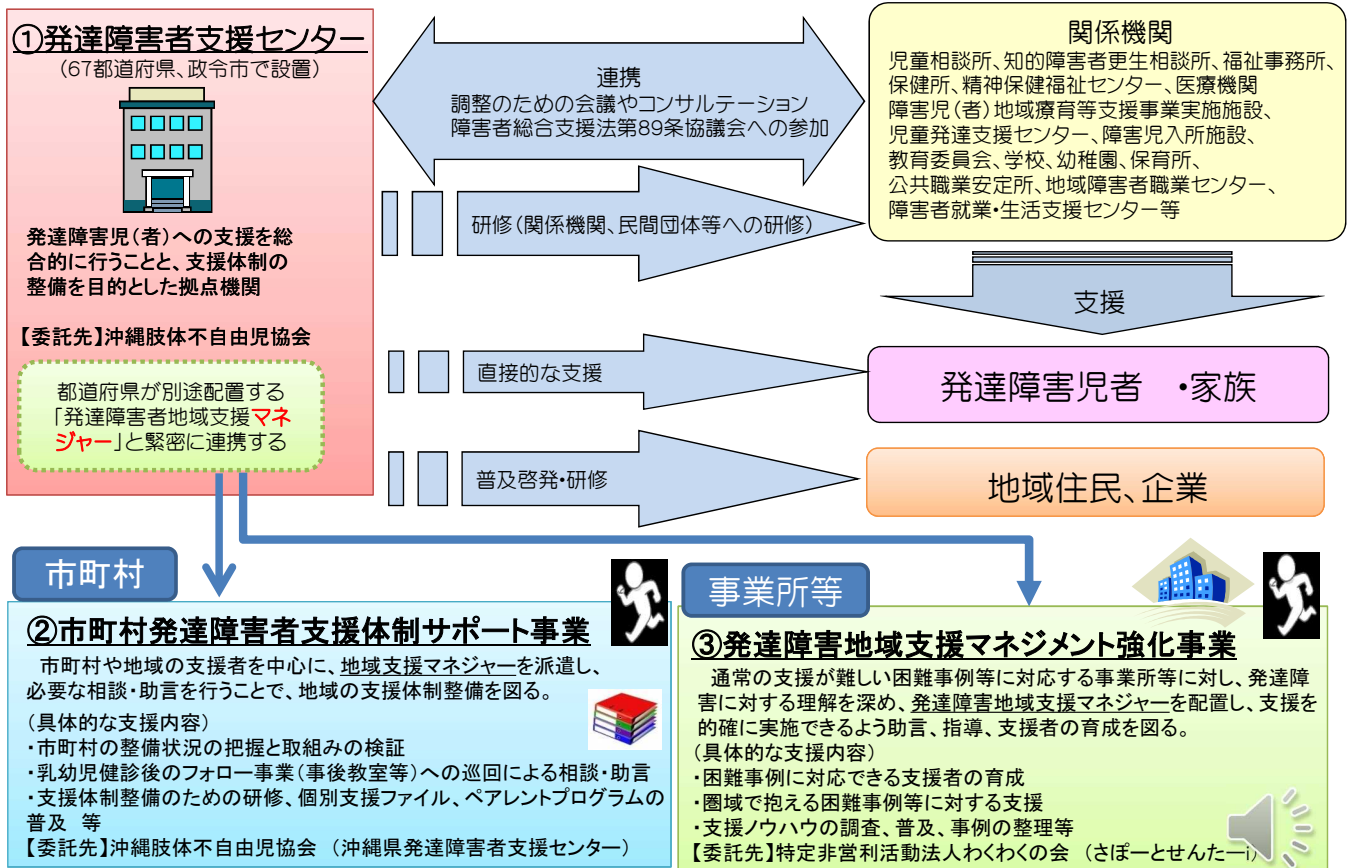 ①発達障害者支援センター
(67都道府県、政令市で設置)
発達障害児(者)への支援を総
合的に行うことと、支援体制の
整備を目的とした拠点機関
【委託先】沖縄肢体不自由児協会
都道府県が別途配置する
「発達障害者地域支援マネ
ジャー」と緊密に連携する
連携
調整のための会議やコンサルテーション
障害者総合支援法第89条協議会への参加
研修(関係機関、民間団体等への研修)
直接的な支援
普及啓発・研修
関係機関
児童相談所、知的障害者更生相談所、福祉事務所、
保健所、精神保健福祉センター、医療機関
障害児(者)地域療育等支援事業実施施設、
児童発達支援センター、障害児入所施設、
教育委員会、学校、幼稚園、保育所、
公共職業安定所、地域障害者職業センター、
障害者就業・生活支援センター等
支援
発達障害児者 ・家族
地域住民、企業
市町村
②市町村発達障害者支援体制サポート事業
市町村や地域の支援者を中心に、地域支援マネジャーを派遣し、
必要な相談・助言を行うことで、地域の支援体制整備を図る。
(具体的な支援内容)
・市町村の整備状況の把握と取組みの検証
・乳幼児健診後のフォロー事業(事後教室等)への巡回による相談・助言
・支援体制整備のための研修、個別支援ファイル、ペアレントプログラムの
普及 等
【委託先】沖縄肢体不自由児協会 (沖縄県発達障害者支援センター)
事業所等
③発達障害地域支援マネジメント強化事業
通常の支援が難しい困難事例等に対応する事業所等に対し、発達障
害に対する理解を深め、発達障害地域支援マネジャーを配置し、支援を
的確に実施できるよう助言、指導、支援者の育成を図る。
(具体的な支援内容)
・困難事例に対応できる支援者の育成
・圏域で抱える困難事例等に対する支援
・支援ノウハウの調査、普及、事例の整理等
【委託先】特定非営利活動法人わくわくの会 (さぽーとせんたーi)